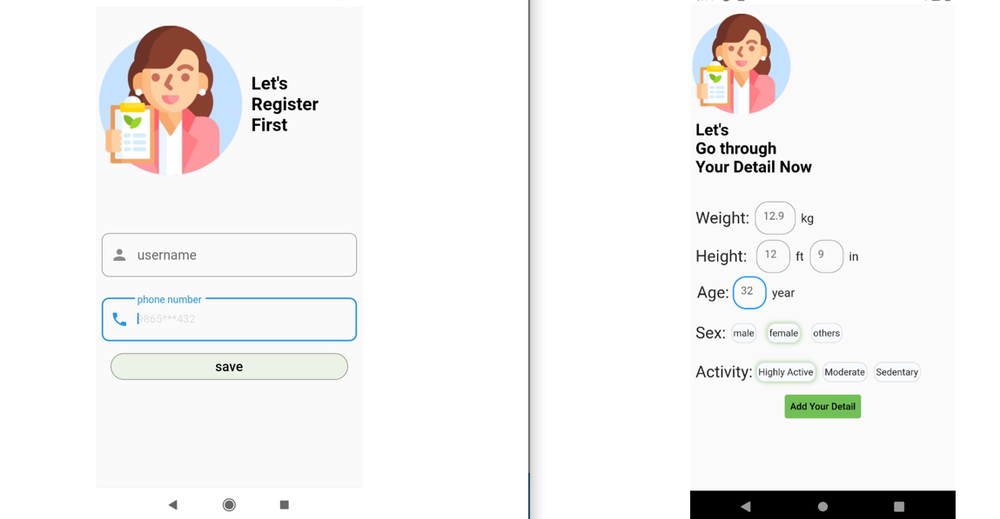 Let's
Register
First
username
phone number
9865***432
save
Let's
Go through
Your Detail Now
Weight: 12.9 kg
Height: 12 ft 9 in
Age: 32 year
Sex: male female others
Activity: Highly Active Moderate Sedentary
Add Your Detail